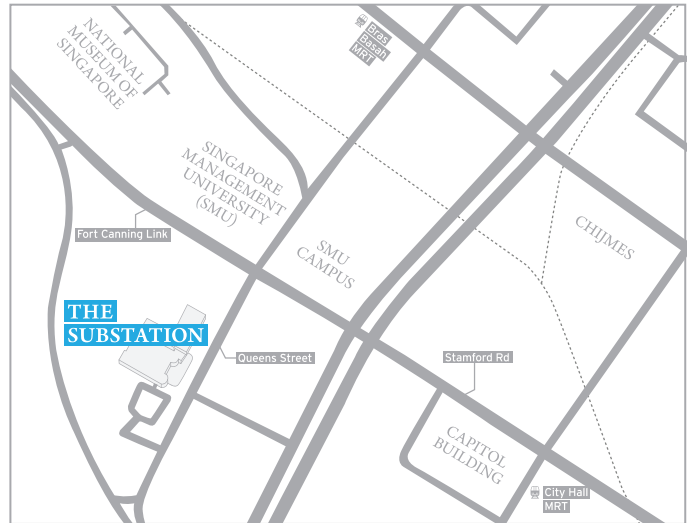 NATIONAL
MUSEUM OF
SINGAPORE
Bras
Basah
MRT
SINGAPORE
MANAGEMENT
UNIVERSITY
(SMU)
Fort Canning Link
SMU
CAMPUS
CHIJMES
THE
SUBSTATION
Queens Street
Stamford Rd
CAPITOL
BUILDING
City Hall
MRT